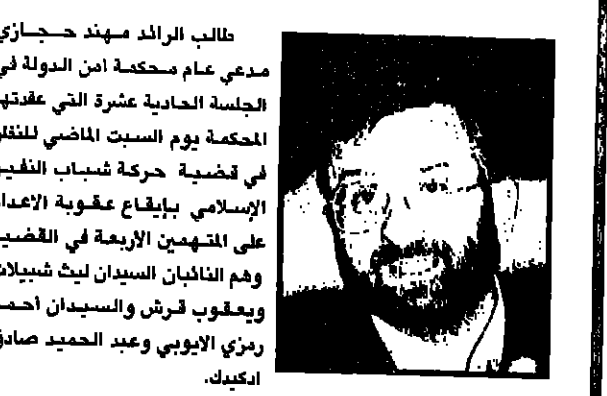 طالب الرائد مهند حجازي
مدعي عام محكمة امن الدولة في
الجلسة الحادية عشرة التي عقدتها
المحكمة يوم السبت الماضي للنظر
في قضية حركة شباب النفير
الإسلامي بإيقاع عقوبة الاعدام
على المتهمين الأربعة في القضية
وهم النائبان السيدان ليث شبيلات
ويعقوب قرش والسيدان أحمد
رمزي الايوبي وعبد الحميد صادق
ادكيدك.